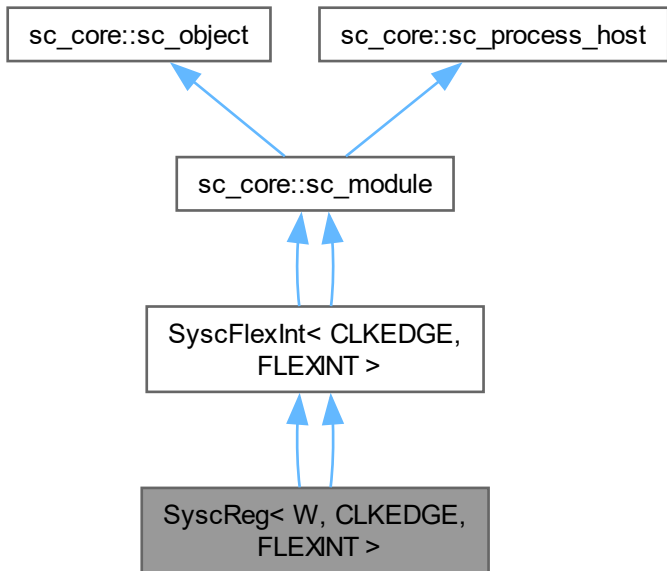 sc_core::sc_object
sc_core::sc_process_host
sc_core::sc_module
SyscFlexInt< CLKEDGE,
FLEXINT >
SyscReg< W, CLKEDGE,
FLEXINT >